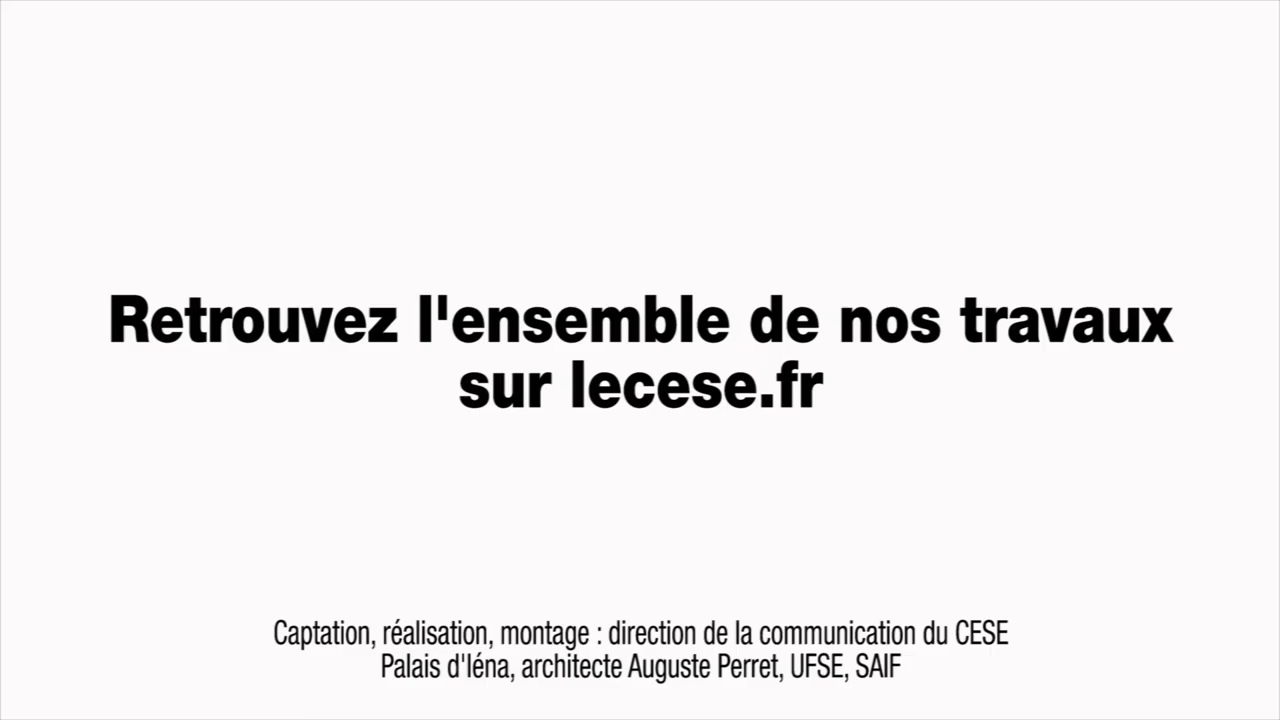 Retrouvez l'ensemble de nos travaux
sur lecese.fr
Captation, réalisation, montage : direction de la communication du CESE
Palais d'Iéna, architecte Auguste Perret, UFSE, SAIF